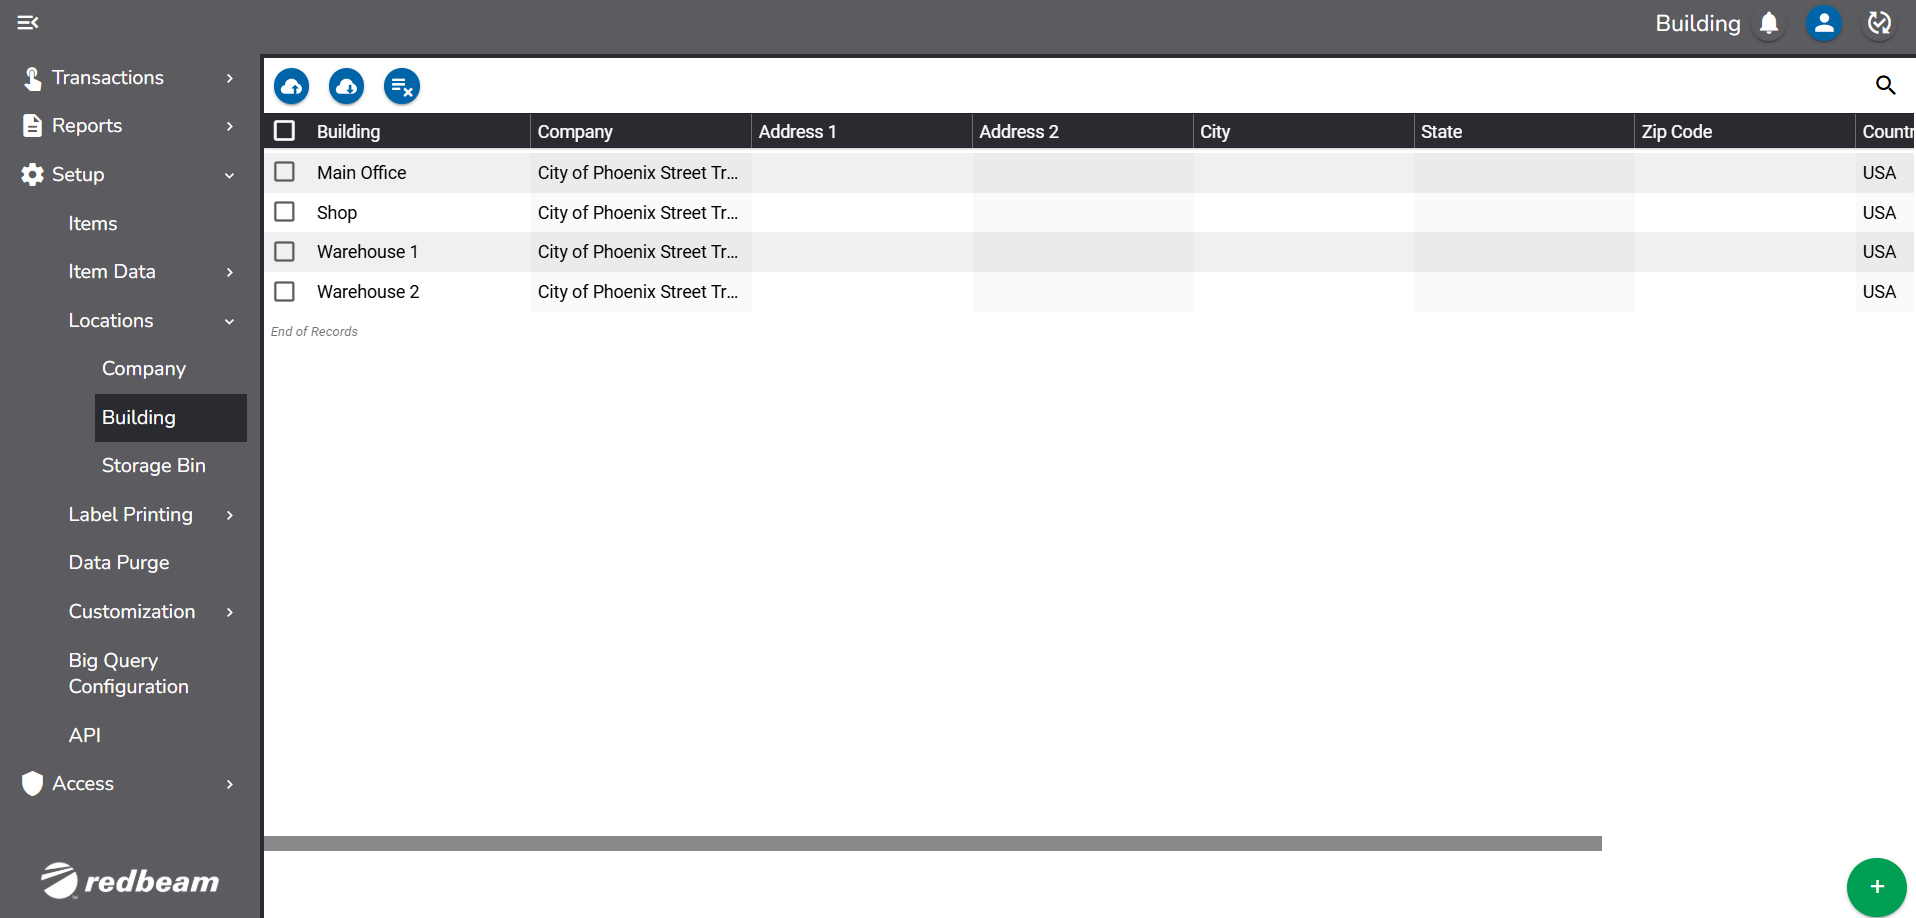 Building
Transactions
Reports
Setup
Items
Item Data
Locations
Company
Building
Storage Bin
Label Printing
Data Purge
Customization
Big Query
Configuration
API
Access
redbeam
Building Company Address 1 Address 2 City State Zip Code Countr
Main Office City of Phoenix Street Tr... USA
Shop City of Phoenix Street Tr... USA
Warehouse 1 City of Phoenix Street Tr... USA
Warehouse 2 City of Phoenix Street Tr... USA
End of Records